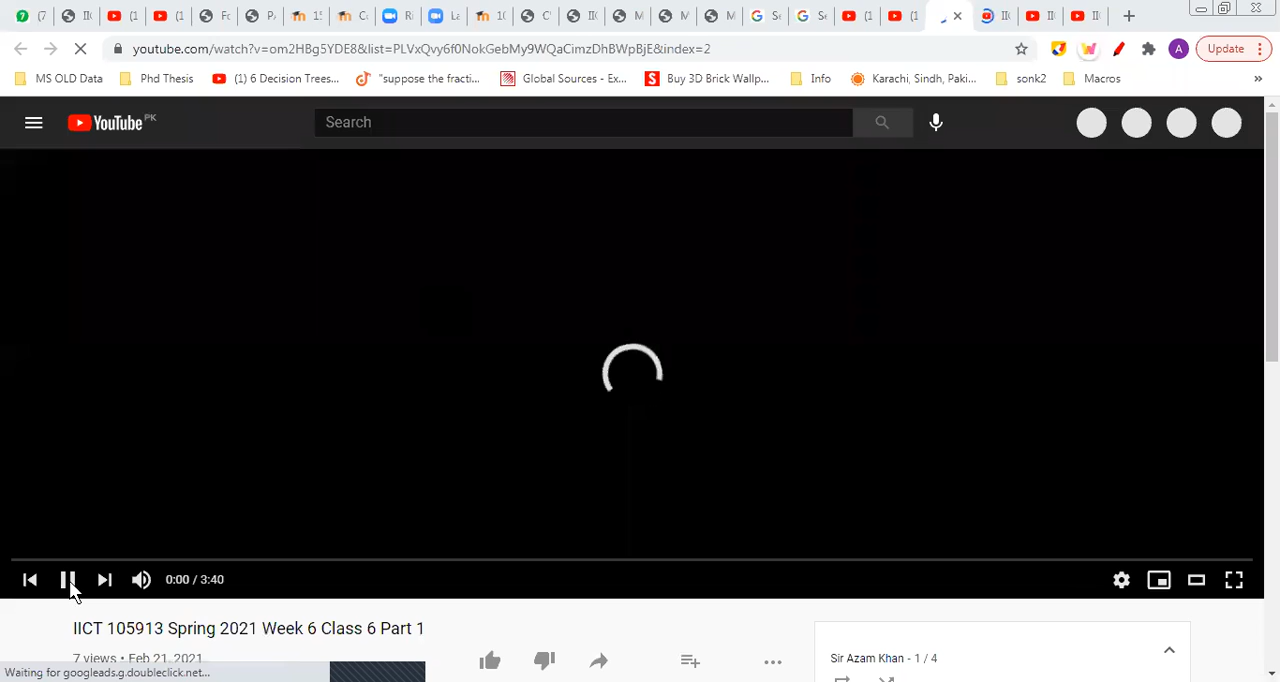 youtube.com/watch?v=om2HBg5YDE8&list=PLVxQvy6f0NokGebMy9WQaCimzDhBWpBjE&index=2
Update
MS OLD Data
Phd Thesis
(1) 6 Decision Trees...
"suppose the fracti...
Global Sources - Ex...
Buy 3D Brick Wallp...
Info
Karachi, Sindh, Paki...
sonk2
Macros
»
YouTube PK
Search
0:00 / 3:40
IICT 105913 Spring 2021 Week 6 Class 6 Part 1
7 views • Feb 21, 2021
Sir Azam Khan - 1 / 4
Waiting for googleads.g.doubleclick.net...